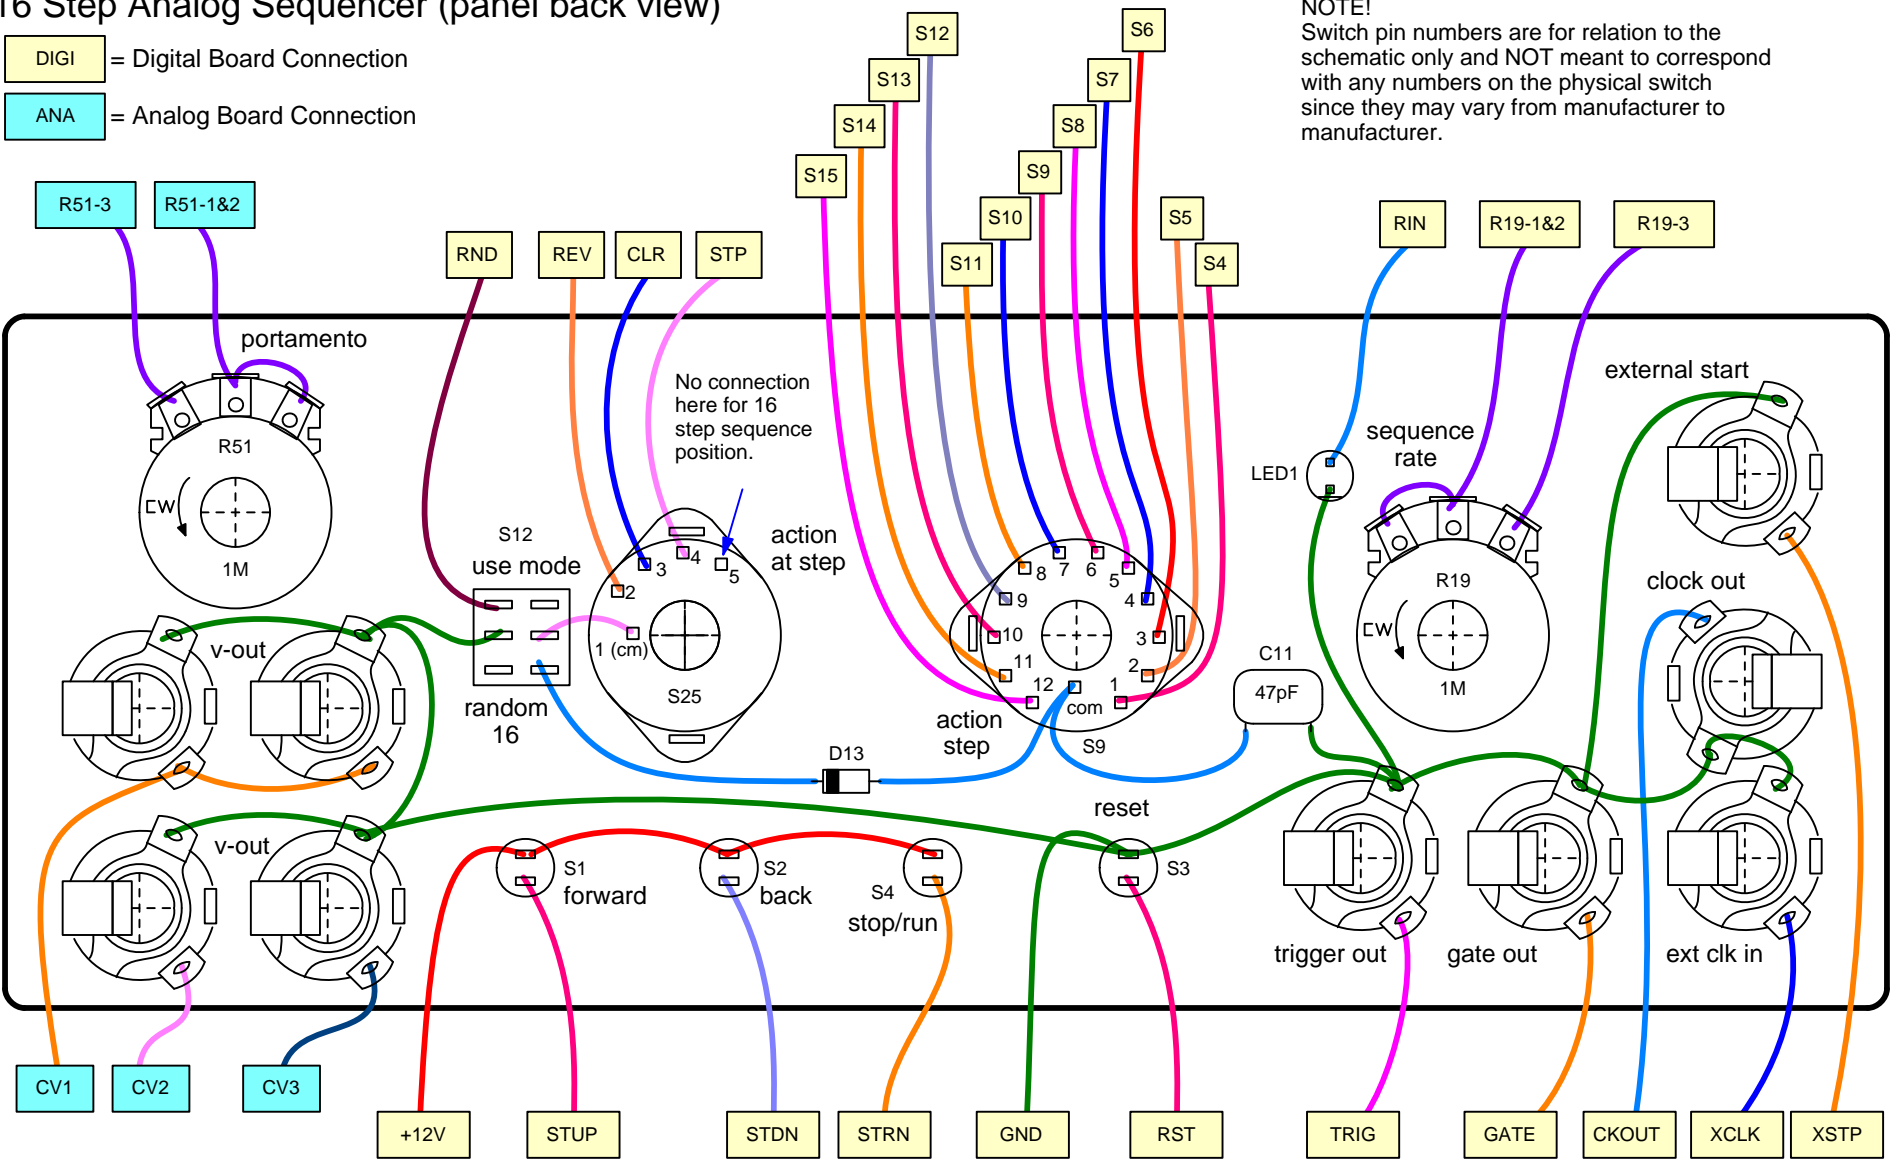 16 Step Analog Sequencer (panel back view)
DIGI = Digital Board Connection
ANA = Analog Board Connection
NOTE!
Switch pin numbers are for relation to the
schematic only and NOT meant to correspond
with any numbers on the physical switch
since they may vary from manufacturer to
manufacturer.
S12
S6
S13
S7
S14
S8
S15
S9
S10
S5
S11
S4
R51-3
R51-1&2
RND
REV
CLR
STP
RIN
R19-1&2
R19-3
portamento
R51
CW
1M
No connection
here for 16
step sequence
position.
action
at step
S12
use mode
random
16
2
3
4
5
1 (cm)
S25
8
7
6
5
9
4
10
3
11
2
12
1
com
S9
action
step
C11
47pF
D13
LED1
sequence
rate
R19
CW
1M
external start
clock out
v-out
v-out
S1
forward
S2
back
S4
stop/run
reset
S3
trigger out
gate out
ext clk in
CV1
CV2
CV3
+12V
STUP
STDN
STRN
GND
RST
TRIG
GATE
CKOUT
XCLK
XSTP